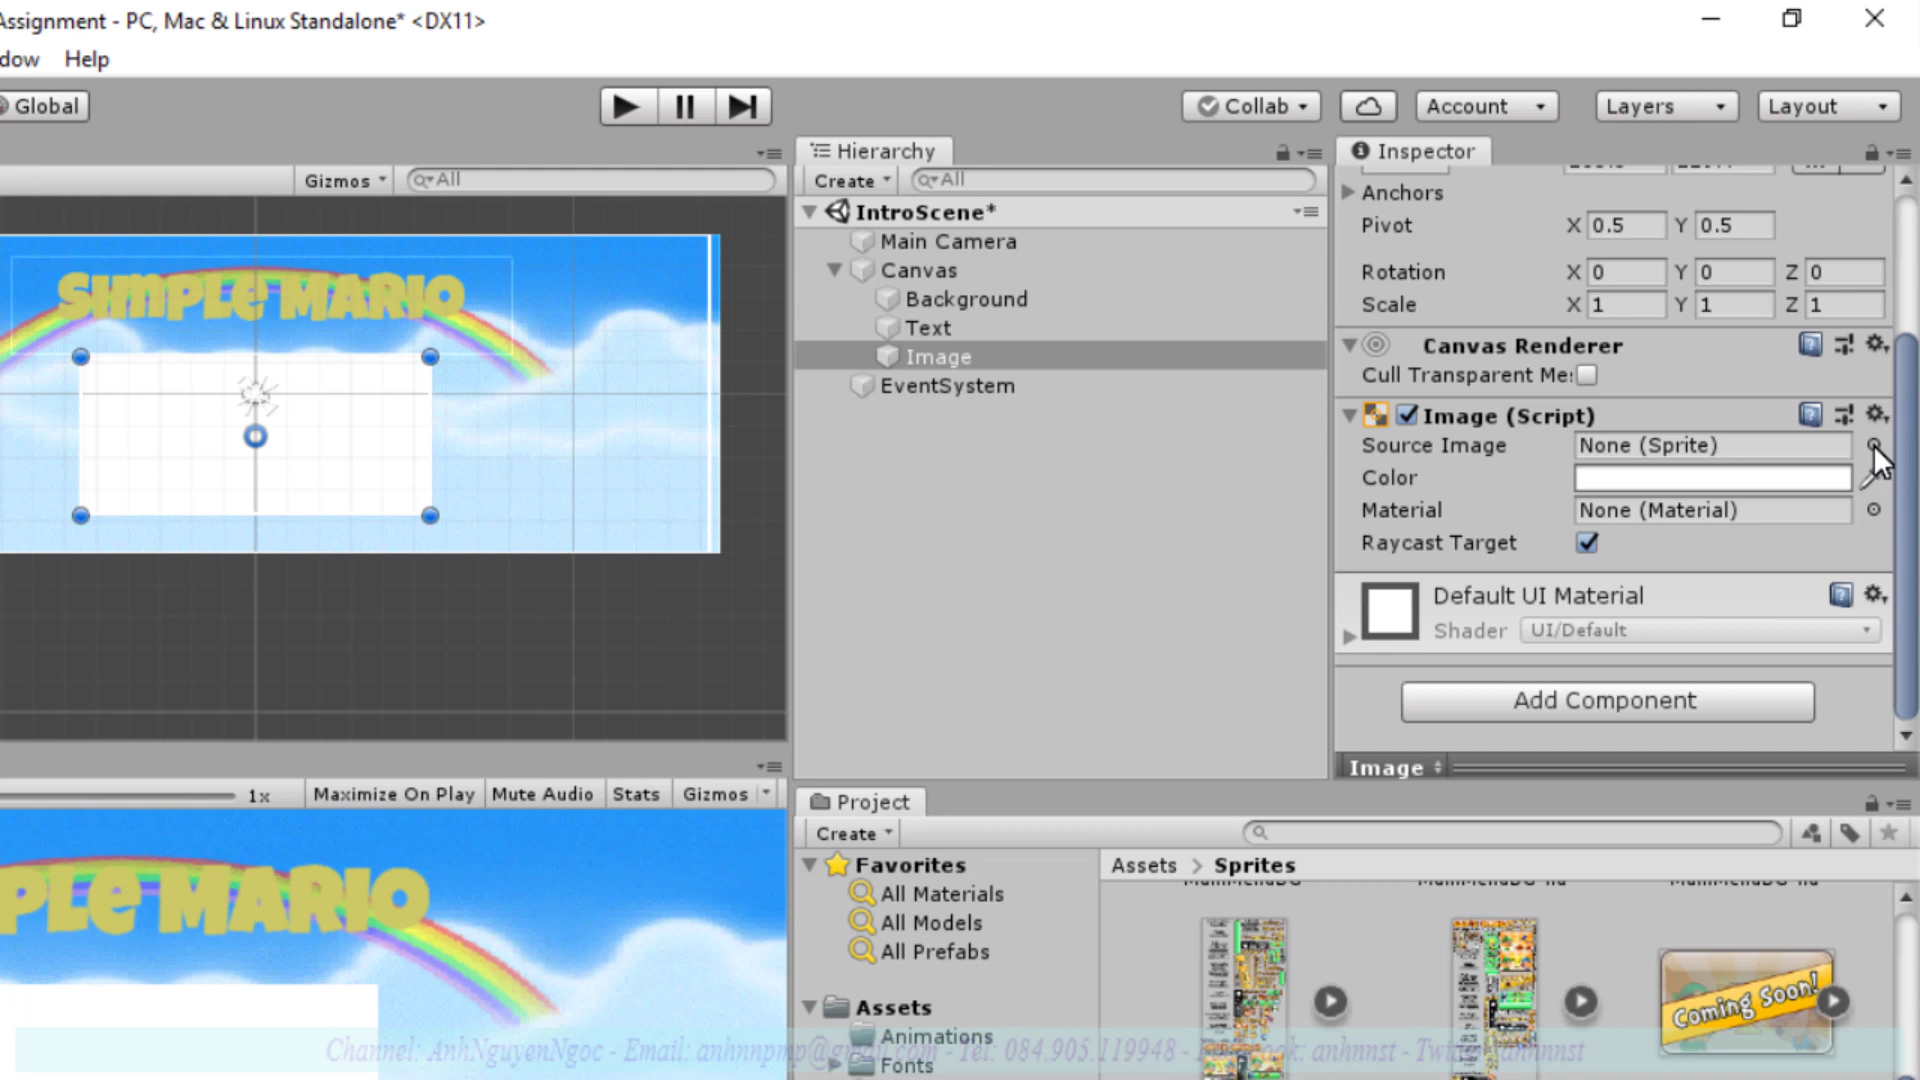 Assignment - PC, Mac & Linux Standalone* <DX11>
dow Help
Global
Collab
Account
Layers
Layout
Gizmos
All
SIMPLE MARIO
Hierarchy
Create
All
IntroScene*
Main Camera
Canvas
Background
Text
Image
EventSystem
Inspector
Anchors
Pivot X 0.5 Y 0.5
Rotation X 0 Y 0 Z 0
Scale X 1 Y 1 Z 1
Canvas Renderer
Cull Transparent Me:
Image (Script)
Source Image None (Sprite)
Color
Material None (Material)
Raycast Target
Default UI Material
Shader UI/Default
Add Component
Image
1x
Maximize On Play
Mute Audio
Stats
Gizmos
PLE MARIO
Project
Create
Favorites
All Materials
All Models
All Prefabs
Assets
Animations
Fonts
Assets > Sprites
Coming Soon!
Channel: AnhNguyenNgoc - Email: anhnnpmp@gmail.com - Tel: 084.905.119948 - anhnnst - anhnnst